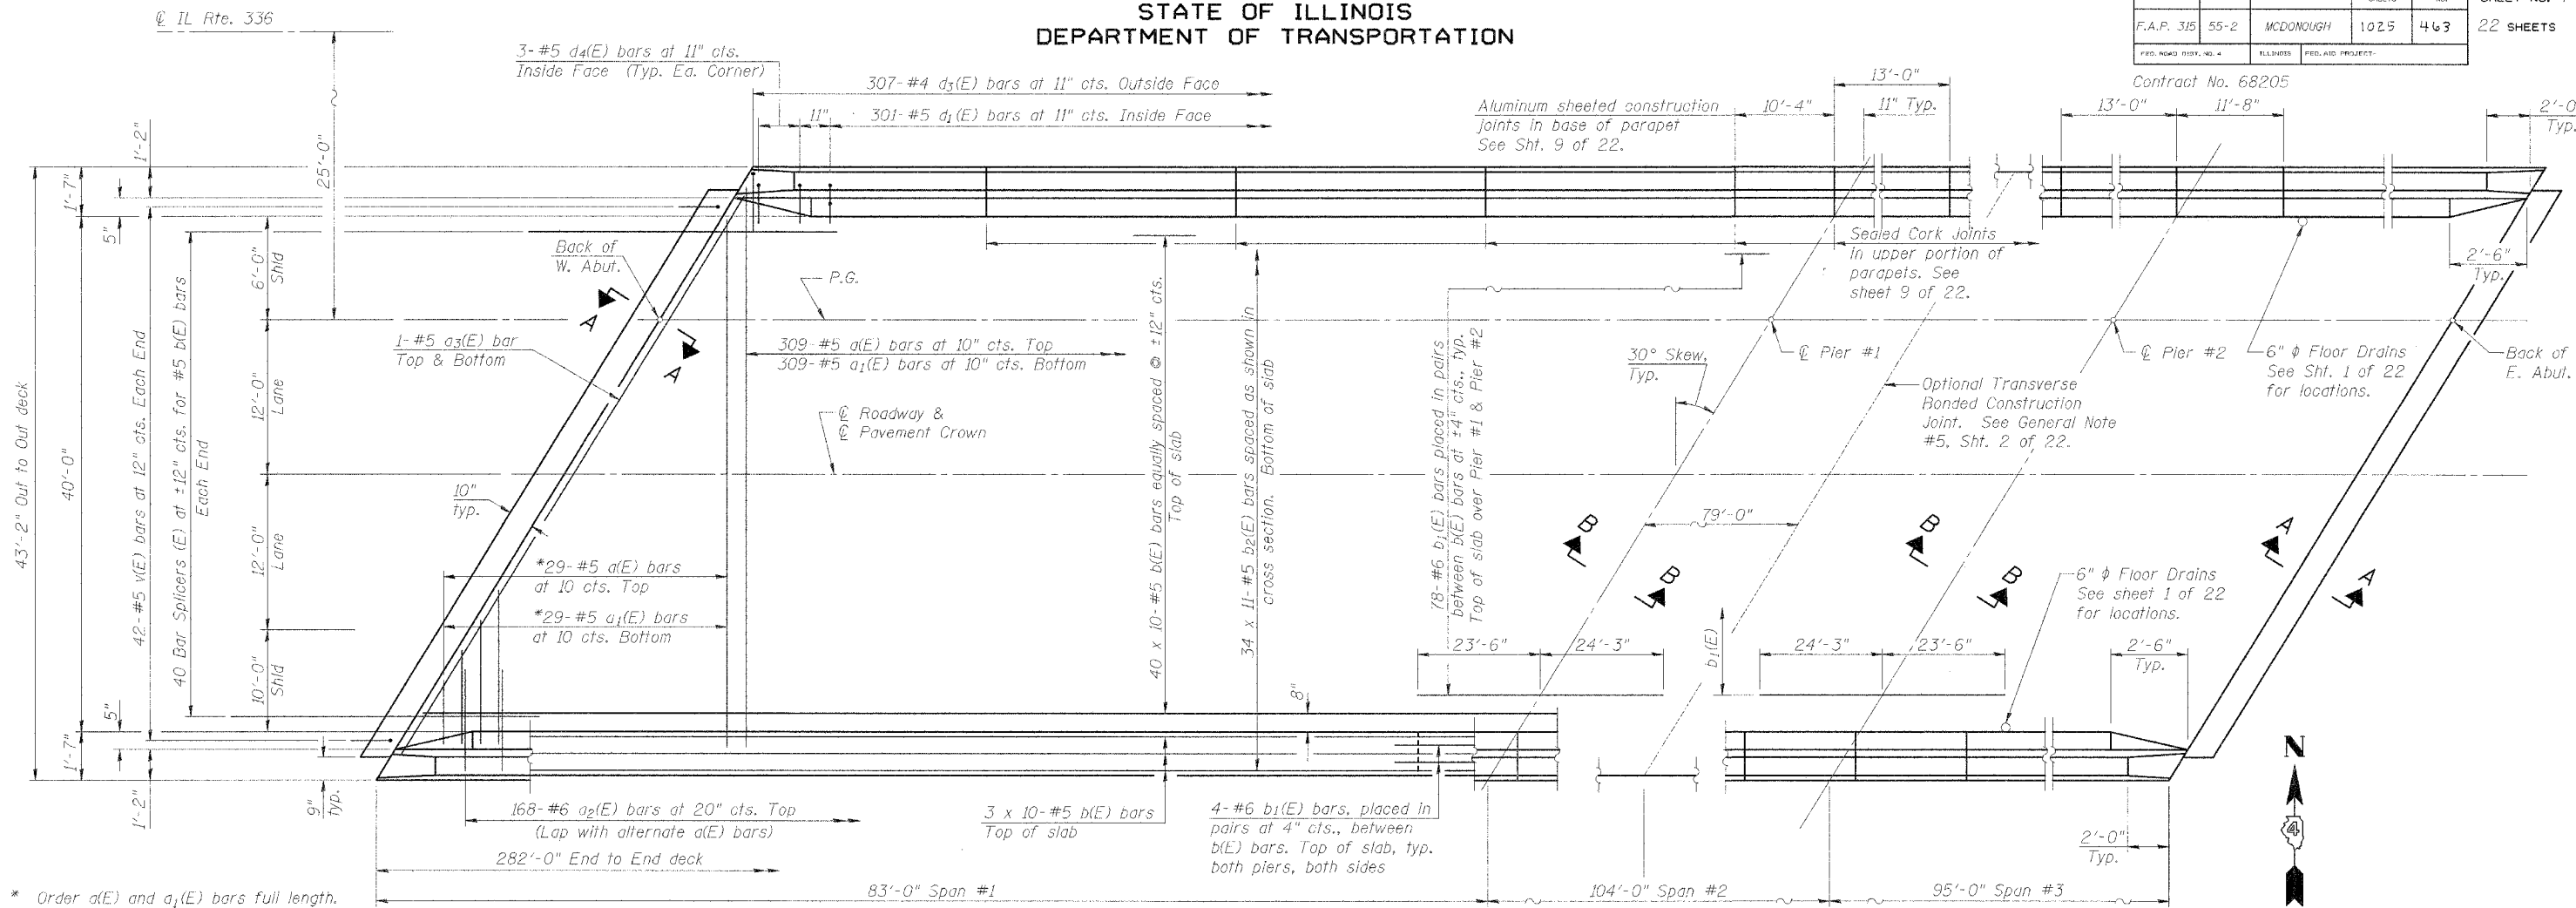 STATE OF ILLINOIS
DEPARTMENT OF TRANSPORTATION
F.A.P. 315 55-2 MCDONOUGH 1025 463
22 SHEETS
FED. ROAD DIST. NO. 4 ILLINOIS FED. AID PROJECT-
Contract No. 68205
℄ IL Rte. 336
3-#5 d4(E) bars at 11" cts.
Inside Face (Typ. Ea. Corner)
307-#4 d3(E) bars at 11" cts. Outside Face
11"
301-#5 d1(E) bars at 11" cts. Inside Face
Aluminum sheeted construction
joints in base of parapet
See Sht. 9 of 22.
10'-4"
13'-0"
11" Typ.
13'-0"
11'-8"
2'-0"
Typ.
1'-2"
1'-7"
5"
25'-0"
43'-2" Out to Out deck
40'-0"
42-#5 v(E) bars at 12" cts. Each End
40 Bar Splicers (E) at ±12" cts. for #5 b(E) bars
Each End
6'-0"
Shld
12'-0"
Lane
12'-0"
Lane
10'-0"
Shld
Back of
W. Abut.
P.G.
A
A
1-#5 a3(E) bar
Top & Bottom
309-#5 a(E) bars at 10" cts. Top
309-#5 a1(E) bars at 10" cts. Bottom
℄ Roadway &
℄ Pavement Crown
10"
typ.
*29-#5 a(E) bars
at 10 cts. Top
*29-#5 a1(E) bars
at 10 cts. Bottom
40 x 10-#5 b(E) bars equally spaced @ ±12" cts.
Top of slab
34 x 11-#5 b2(E) bars spaced as shown in
cross section. Bottom of slab
78-#6 b1(E) bars placed in pairs
between b(E) bars at ±4" cts., typ.
Top of slab over Pier #1 & Pier #2
Sealed Cork Joints
in upper portion of
parapets. See
sheet 9 of 22.
30° Skew,
Typ.
℄ Pier #1
℄ Pier #2
6" ϕ Floor Drains
See Sht. 1 of 22
for locations.
2'-6"
Typ.
Back of
E. Abut.
Optional Transverse
Bonded Construction
Joint. See General Note
#5, Sht. 2 of 22.
79'-0"
B
B
B
B
A
A
6" ϕ Floor Drains
See sheet 1 of 22
for locations.
23'-6"
24'-3"
b1(E)
24'-3"
23'-6"
2'-6"
Typ.
8"
5"
1'-7"
1'-2"
9"
typ.
168-#6 a2(E) bars at 20" cts. Top
(Lap with alternate a(E) bars)
3 x 10-#5 b(E) bars
Top of slab
4-#6 b1(E) bars, placed in
pairs at 4" cts., between
b(E) bars. Top of slab, typ.
both piers, both sides
2'-0"
Typ.
N
4
282'-0" End to End deck
83'-0" Span #1
104'-0" Span #2
95'-0" Span #3
* Order a(E) and a1(E) bars full length.